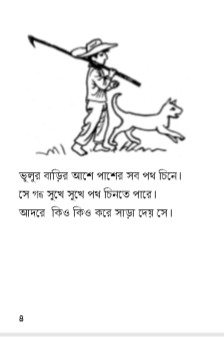 ভুলুর বাড়ির আশে পাশের সব পথ চিনে।
সে গন্ধ সুখে সুখে পথ চিনতে পারে।
আদরে কিও কিও করে সাড়া দেয় সে।
৪